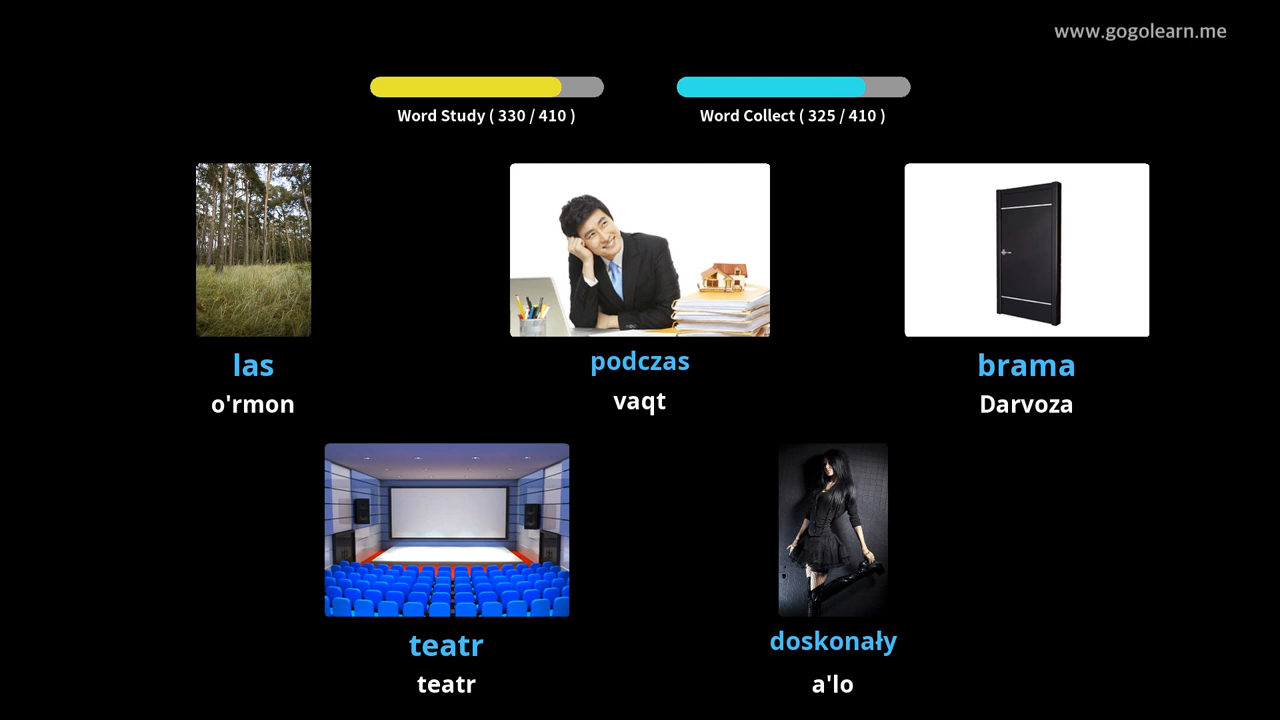 www.gogolearn.me
Word Study ( 330 / 410 )
Word Collect ( 325 / 410 )
las
o'rmon
podczas
vaqt
brama
Darvoza
teatr
teatr
doskonały
a'lo